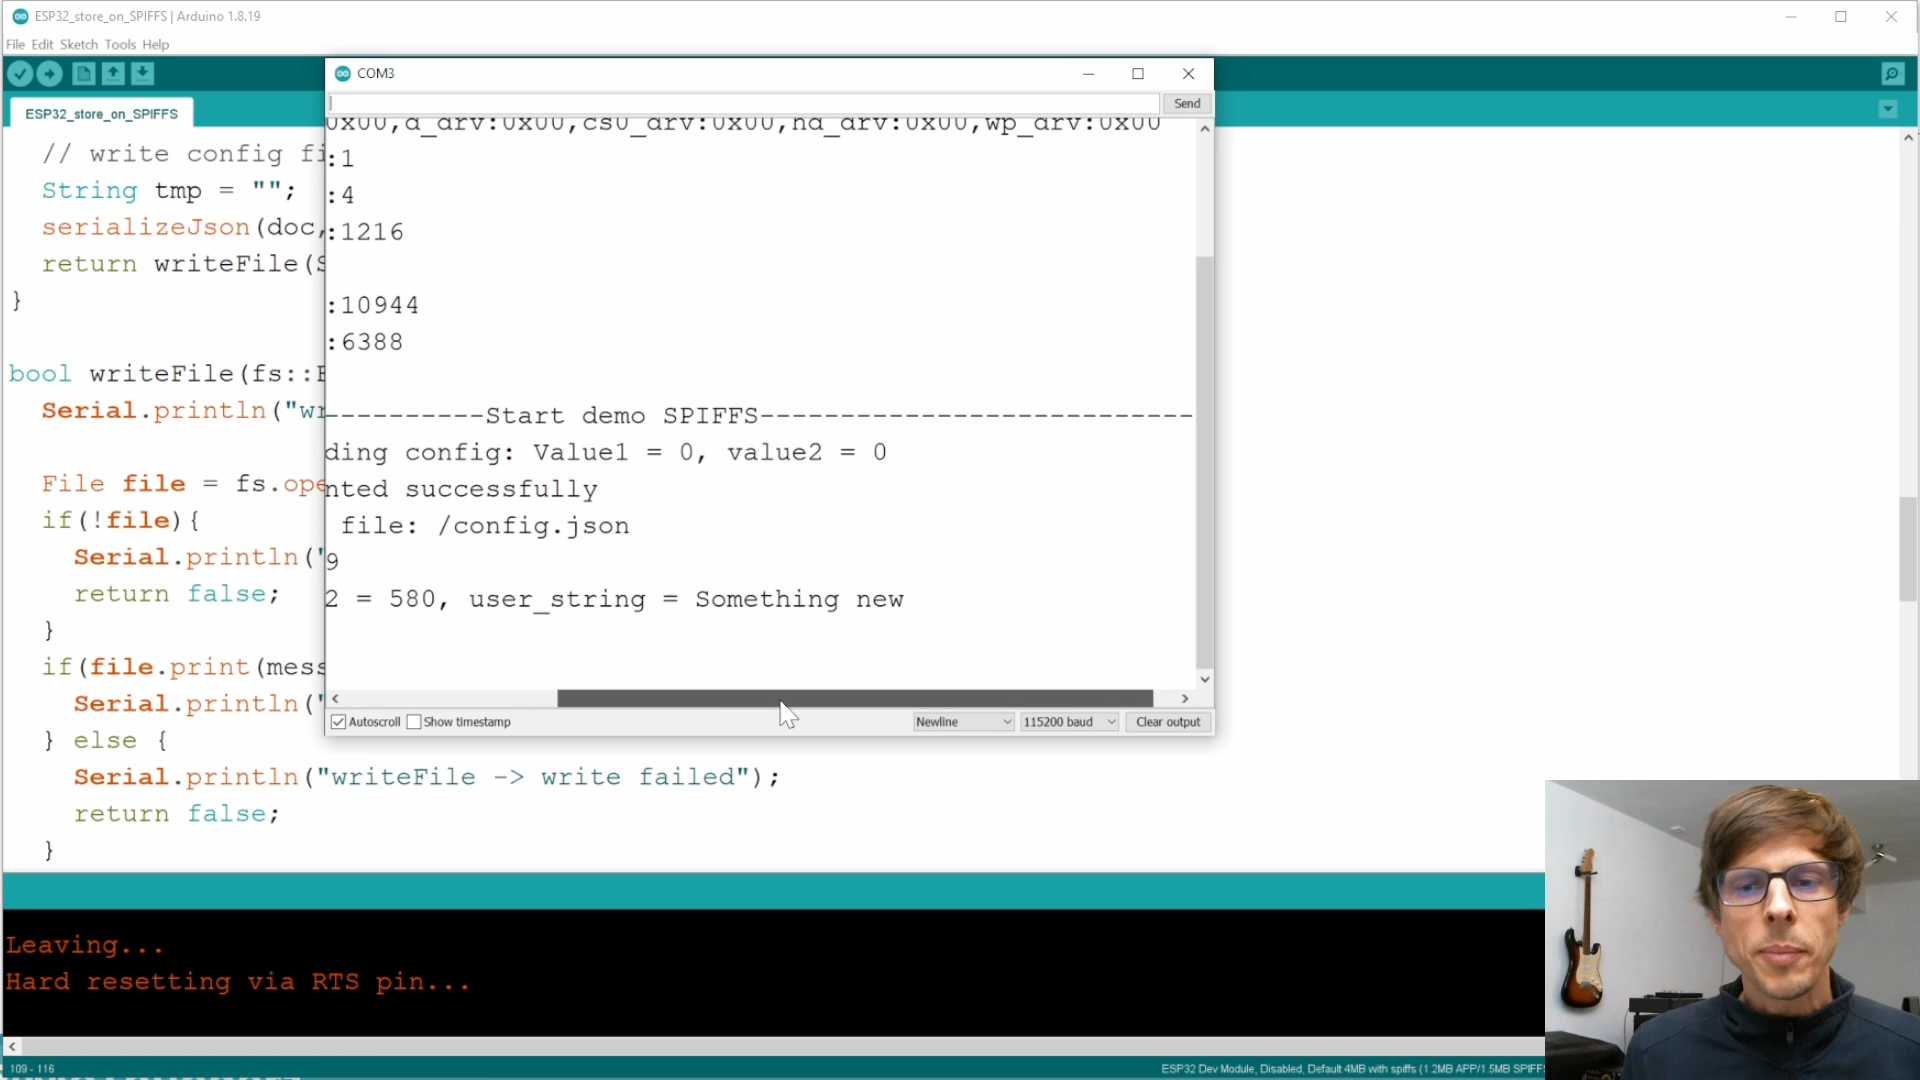 ESP32_store_on_SPIFFS | Arduino 1.8.19
File Edit Sketch Tools Help
ESP32_store_on_SPIFFS
// write config fi
String tmp = "";
serializeJson(doc,
return writeFile(S
}
bool writeFile(fs::F
Serial.println("wr
File file = fs.ope
if(!file){
Serial.println("
return false;
}
if(file.print(mess
Serial.println("
} else {
Serial.println("writeFile -> write failed");
return false;
}
COM3
Send
0x00,d_drv:0x00,cs0_drv:0x00,hd_drv:0x00,wp_drv:0x00
:1
:4
:1216
:10944
:6388
----------Start demo SPIFFS---------------------------
ding config: Value1 = 0, value2 = 0
nted successfully
file: /config.json
9
2 = 580, user_string = Something new
Autoscroll Show timestamp Newline 115200 baud Clear output
Leaving...
Hard resetting via RTS pin...
109 - 116
ESP32 Dev Module, Disabled, Default 4MB with spiffs (1.2MB APP/1.5MB SPIFF